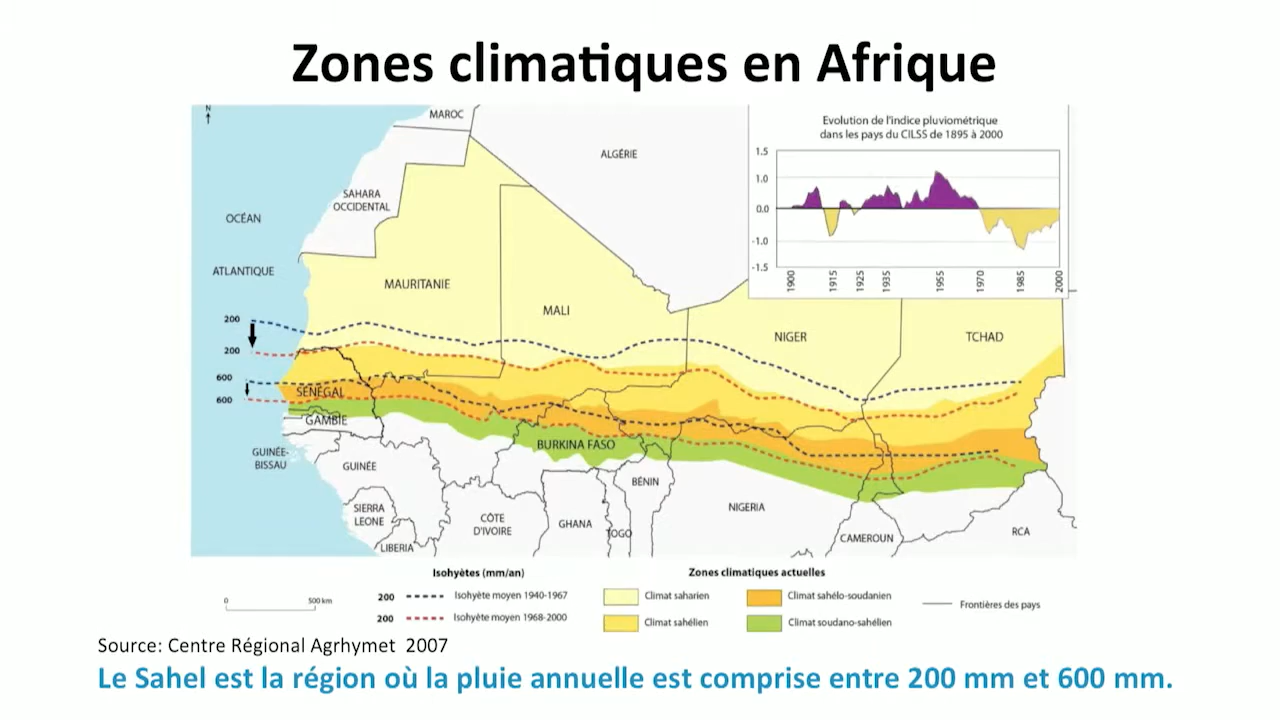 Zones climatiques en Afrique
N
MAROC
ALGÉRIE
SAHARA
OCCIDENTAL
OCÉAN
ATLANTIQUE
MAURITANIE
MALI
NIGER
TCHAD
Evolution de l'indice pluviométrique
dans les pays du CILSS de 1895 à 2000
1.5
1.0
0.0
-1.0
-1.5
1900
1915
1925
1935
1955
1970
1985
2000
200
200
600
600
SÉNÉGAL
GAMBIE
GUINÉE-
BISSAU
GUINÉE
SIERRA
LEONE
LIBERIA
CÔTE
D'IVOIRE
BURKINA FASO
GHANA
TOGO
BÉNIN
NIGERIA
CAMEROUN
RCA
Isohyètes (mm/an)
200 Isohyète moyen 1940-1967
200 Isohyète moyen 1968-2000
Zones climatiques actuelles
Climat saharien
Climat sahélien
Climat sahélo-soudanien
Climat soudano-sahélien
Frontières des pays
0 500 km
Source: Centre Régional Agrhymet 2007
Le Sahel est la région où la pluie annuelle est comprise entre 200 mm et 600 mm.